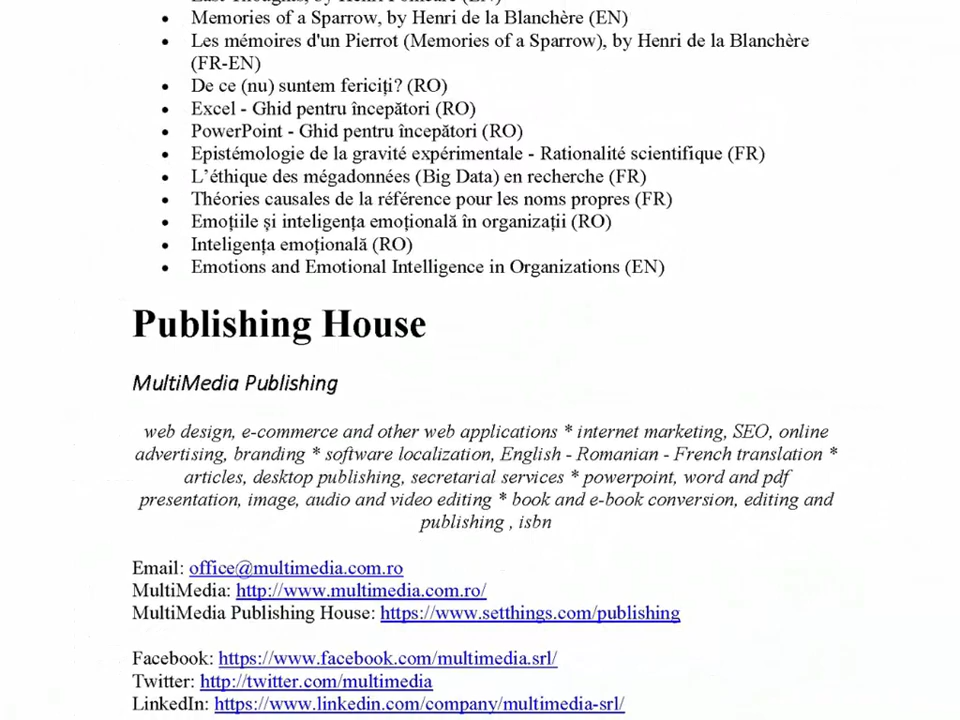 • Memories of a Sparrow, by Henri de la Blanchère (EN)
• Les mémoires d'un Pierrot (Memories of a Sparrow), by Henri de la Blanchère
(FR-EN)
• De ce (nu) suntem fericiți? (RO)
• Excel - Ghid pentru începători (RO)
• PowerPoint - Ghid pentru începători (RO)
• Epistémologie de la gravité expérimentale - Rationalité scientifique (FR)
• L’éthique des mégadonnées (Big Data) en recherche (FR)
• Théories causales de la référence pour les noms propres (FR)
• Emoțiile și inteligența emoțională în organizații (RO)
• Inteligența emoțională (RO)
• Emotions and Emotional Intelligence in Organizations (EN)
Publishing House
MultiMedia Publishing
web design, e-commerce and other web applications * internet marketing, SEO, online
advertising, branding * software localization, English - Romanian - French translation *
articles, desktop publishing, secretarial services * powerpoint, word and pdf
presentation, image, audio and video editing * book and e-book conversion, editing and
publishing , isbn
Email: office@multimedia.com.ro
MultiMedia: http://www.multimedia.com.ro/
MultiMedia Publishing House: https://www.setthings.com/publishing
Facebook: https://www.facebook.com/multimedia.srl/
Twitter: http://twitter.com/multimedia
LinkedIn: https://www.linkedin.com/company/multimedia-srl/